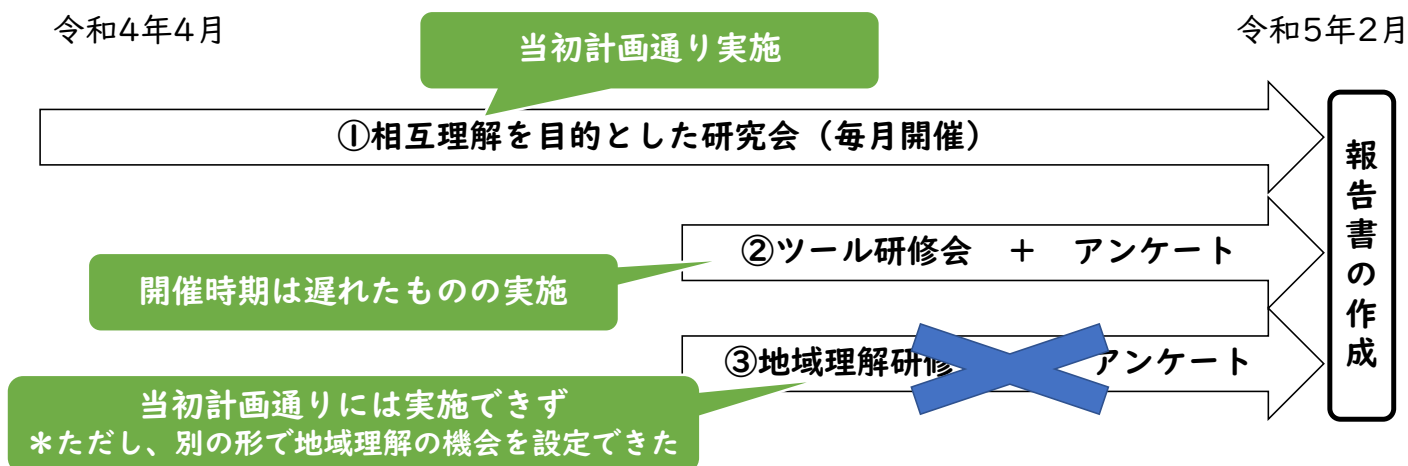 令和4年4月
令和5年2月
当初計画通り実施
①相互理解を目的とした研究会（毎月開催）
②ツール研修会　＋　アンケート
開催時期は遅れたものの実施
③地域理解研修　アンケート
当初計画通りには実施できず
＊ただし、別の形で地域理解の機会を設定できた
報告書の作成